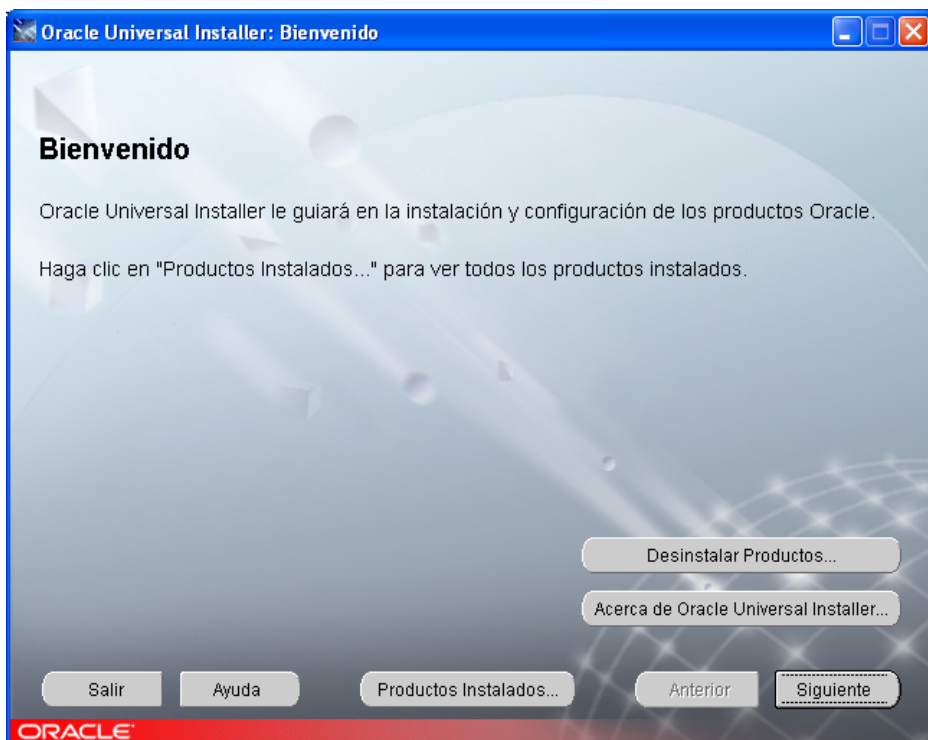 Oracle Universal Installer: Bienvenido
Bienvenido
Oracle Universal Installer le guiará en la instalación y configuración de los productos Oracle.
Haga clic en "Productos Instalados..." para ver todos los productos instalados.
Desinstalar Productos...
Acerca de Oracle Universal Installer...
Salir Ayuda Productos Instalados... Anterior Siguiente
ORACLE